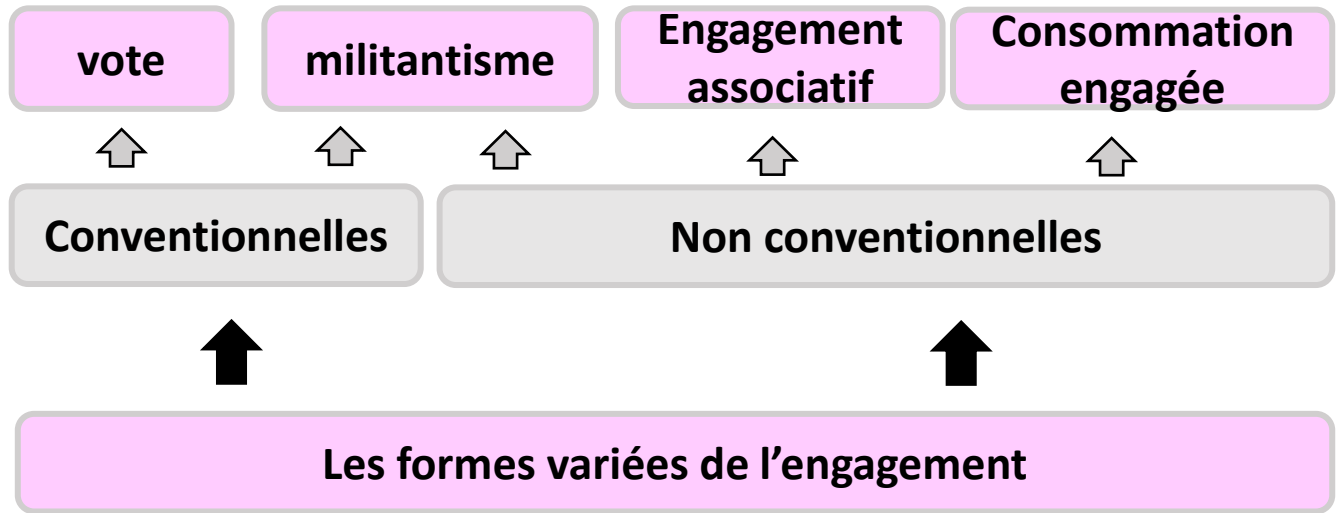 vote
militantisme
Engagement
associatif
Consommation
engagée
Conventionnelles
Non conventionnelles
Les formes variées de l’engagement